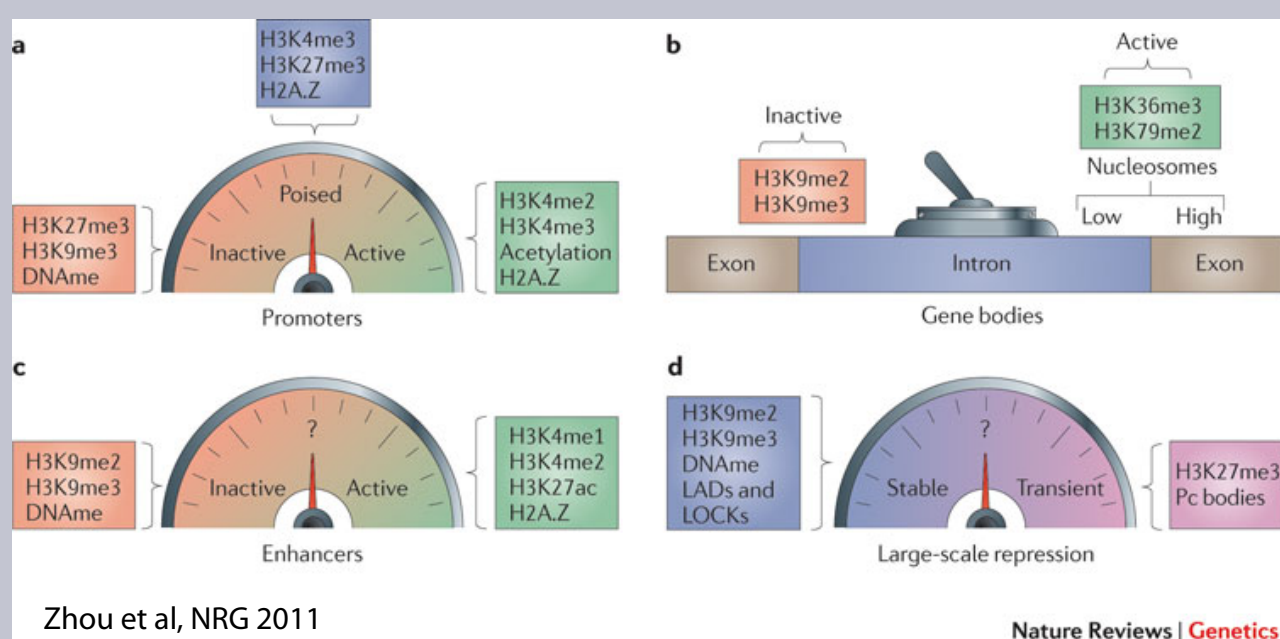 a
H3K4me3
H3K27me3
H2A.Z
Poised
Inactive
Active
H3K27me3
H3K9me3
DNAme
H3K4me2
H3K4me3
Acetylation
H2A.Z
Promoters
b
Inactive
H3K9me2
H3K9me3
Active
H3K36me3
H3K79me2
Nucleosomes
Low
High
Exon
Intron
Exon
Gene bodies
c
H3K9me2
H3K9me3
DNAme
?
Inactive
Active
H3K4me1
H3K4me2
H3K27ac
H2A.Z
Enhancers
d
H3K9me2
H3K9me3
DNAme
LADs and
LOCKs
?
Stable
Transient
H3K27me3
Pc bodies
Large-scale repression
Zhou et al, NRG 2011
Nature Reviews | Genetics